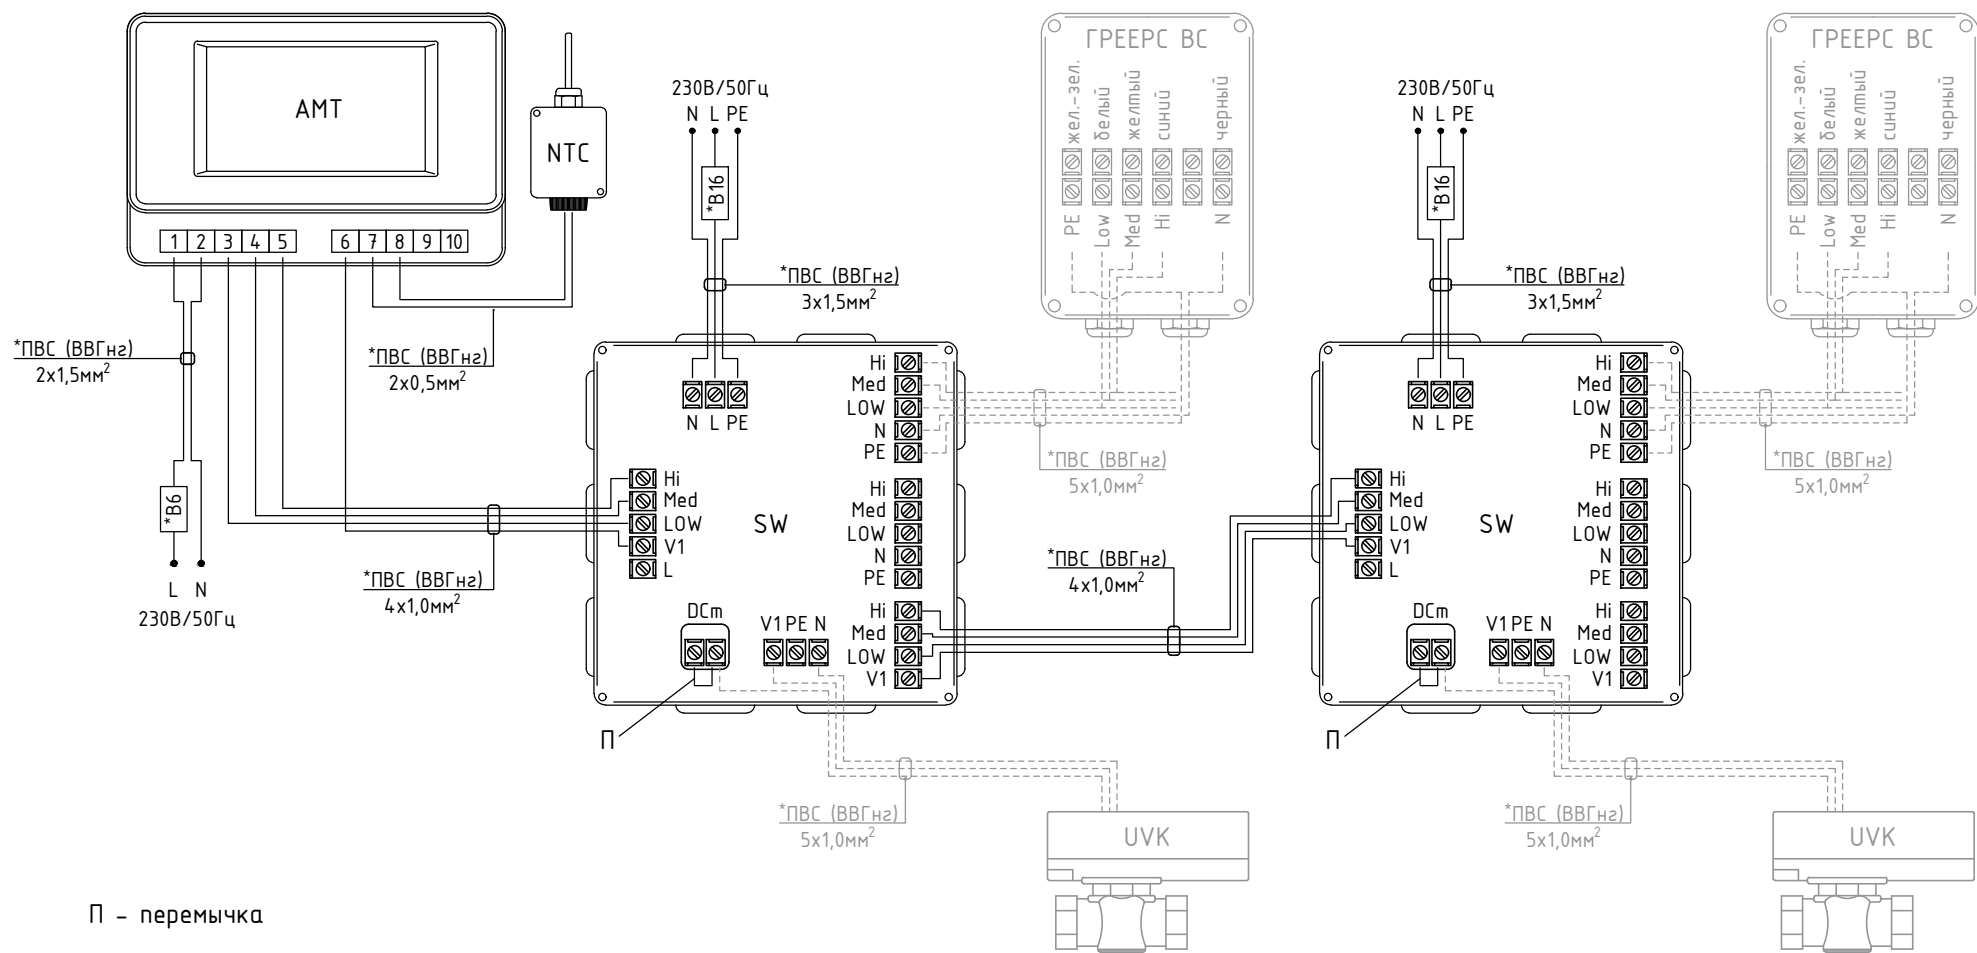 АМТ
1 2 3 4 5 6 7 8 9 10
NTC
*ПВС (ВВГнг)
2х1,5мм²
*В6
L N
230В/50Гц
*ПВС (ВВГнг)
2х0,5мм²
*ПВС (ВВГнг)
4х1,0мм²
230В/50Гц
N L PE
*В16
*ПВС (ВВГнг)
3х1,5мм²
N L PE
Hi
Med
LOW
V1
L
SW
DCm
V1 PE N
П
Hi
Med
LOW
N
PE
Hi
Med
LOW
N
PE
Hi
Med
LOW
V1
ГРЕЕРС ВС
жел.-зел.
белый
желтый
синий
черный
PE
Low
Med
Hi
N
*ПВС (ВВГнг)
5х1,0мм²
*ПВС (ВВГнг)
4х1,0мм²
*ПВС (ВВГнг)
5х1,0мм²
UVK
230В/50Гц
N L PE
*В16
*ПВС (ВВГнг)
3х1,5мм²
N L PE
Hi
Med
LOW
V1
L
SW
DCm
V1 PE N
П
Hi
Med
LOW
N
PE
Hi
Med
LOW
N
PE
Hi
Med
LOW
V1
ГРЕЕРС ВС
жел.-зел.
белый
желтый
синий
черный
PE
Low
Med
Hi
N
*ПВС (ВВГнг)
5х1,0мм²
*ПВС (ВВГнг)
5х1,0мм²
UVK
П - перемычка